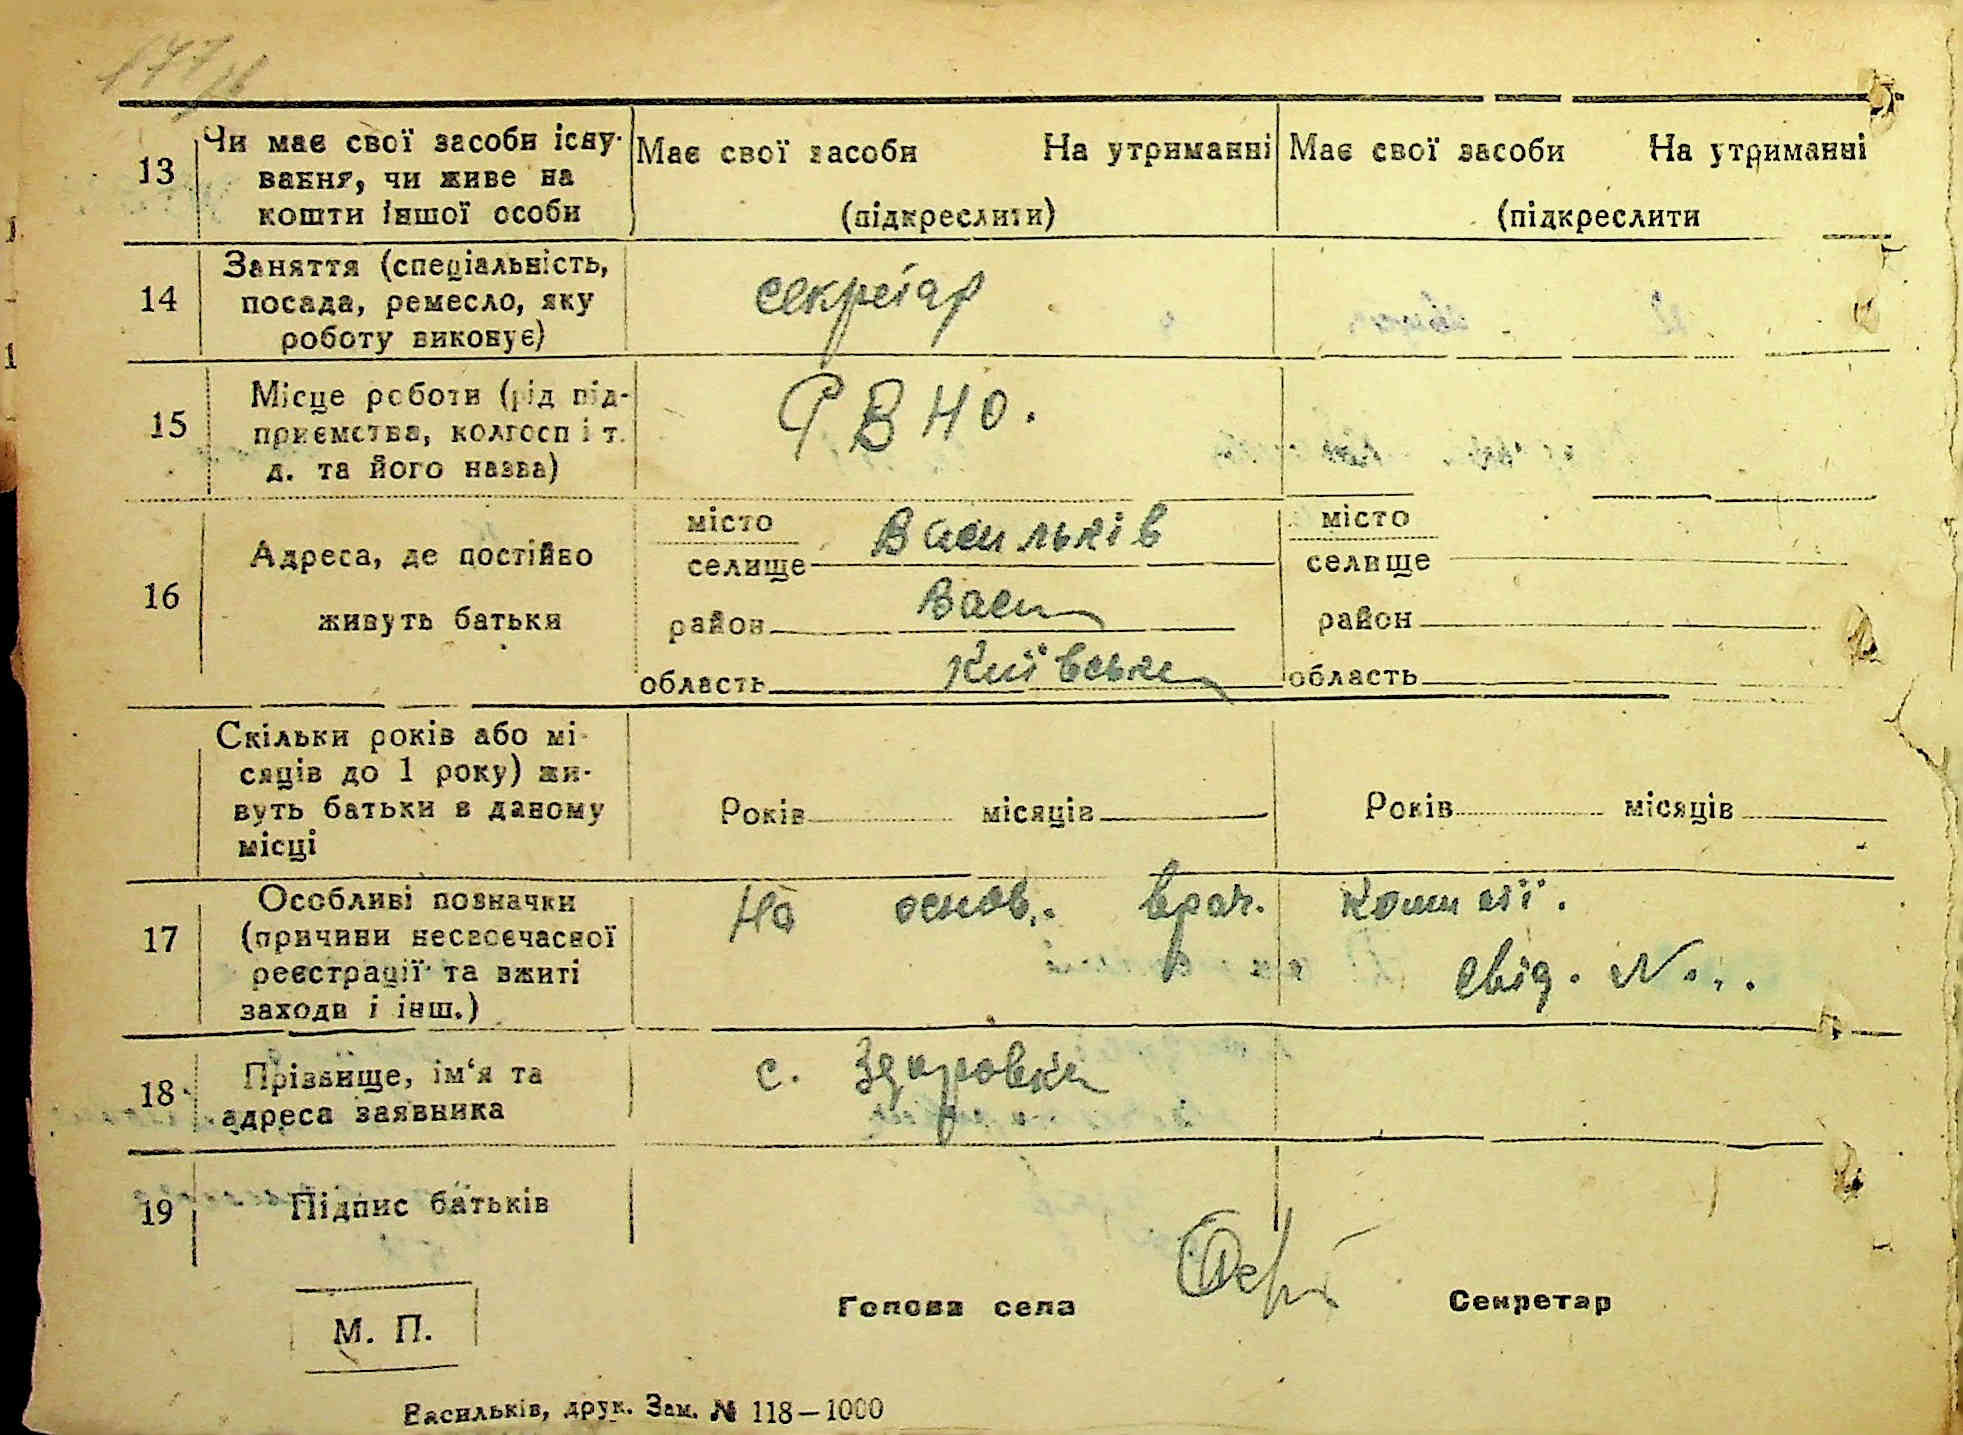 177/76
13 Чи має свої засоби існу- Має свої засоби На утриманні Має свої засоби На утриманні
вання, чи живе на
кошти іншої особи (підкреслити) (підкреслити
14 Заняття (спеціальність,
посада, ремесло, яку секретар
роботу виконує)
15 Місце роботи (рід під-
приємства, колгосп і т. РВНО.
д. та його назва)
16 Адреса, де постійно
живуть батьки
місто Васильків місто
селище селище
район Васи район
область Київська область
Скільки років або мі-
сяців до 1 року) жи-
вуть батьки в даному Років місяців Років місяців
місці
17 Особливі позначки На основ. врач. комісії.
(причини несвоєчасної
реєстрації та вжиті свід. N...
заходи і інш.)
18 Прізвище, ім‘я та с. Здоровка
адреса заявника
19 Підпис батьків
Голова села Секретар
М. П.
Васильків, друк. Зам. № 118—1000